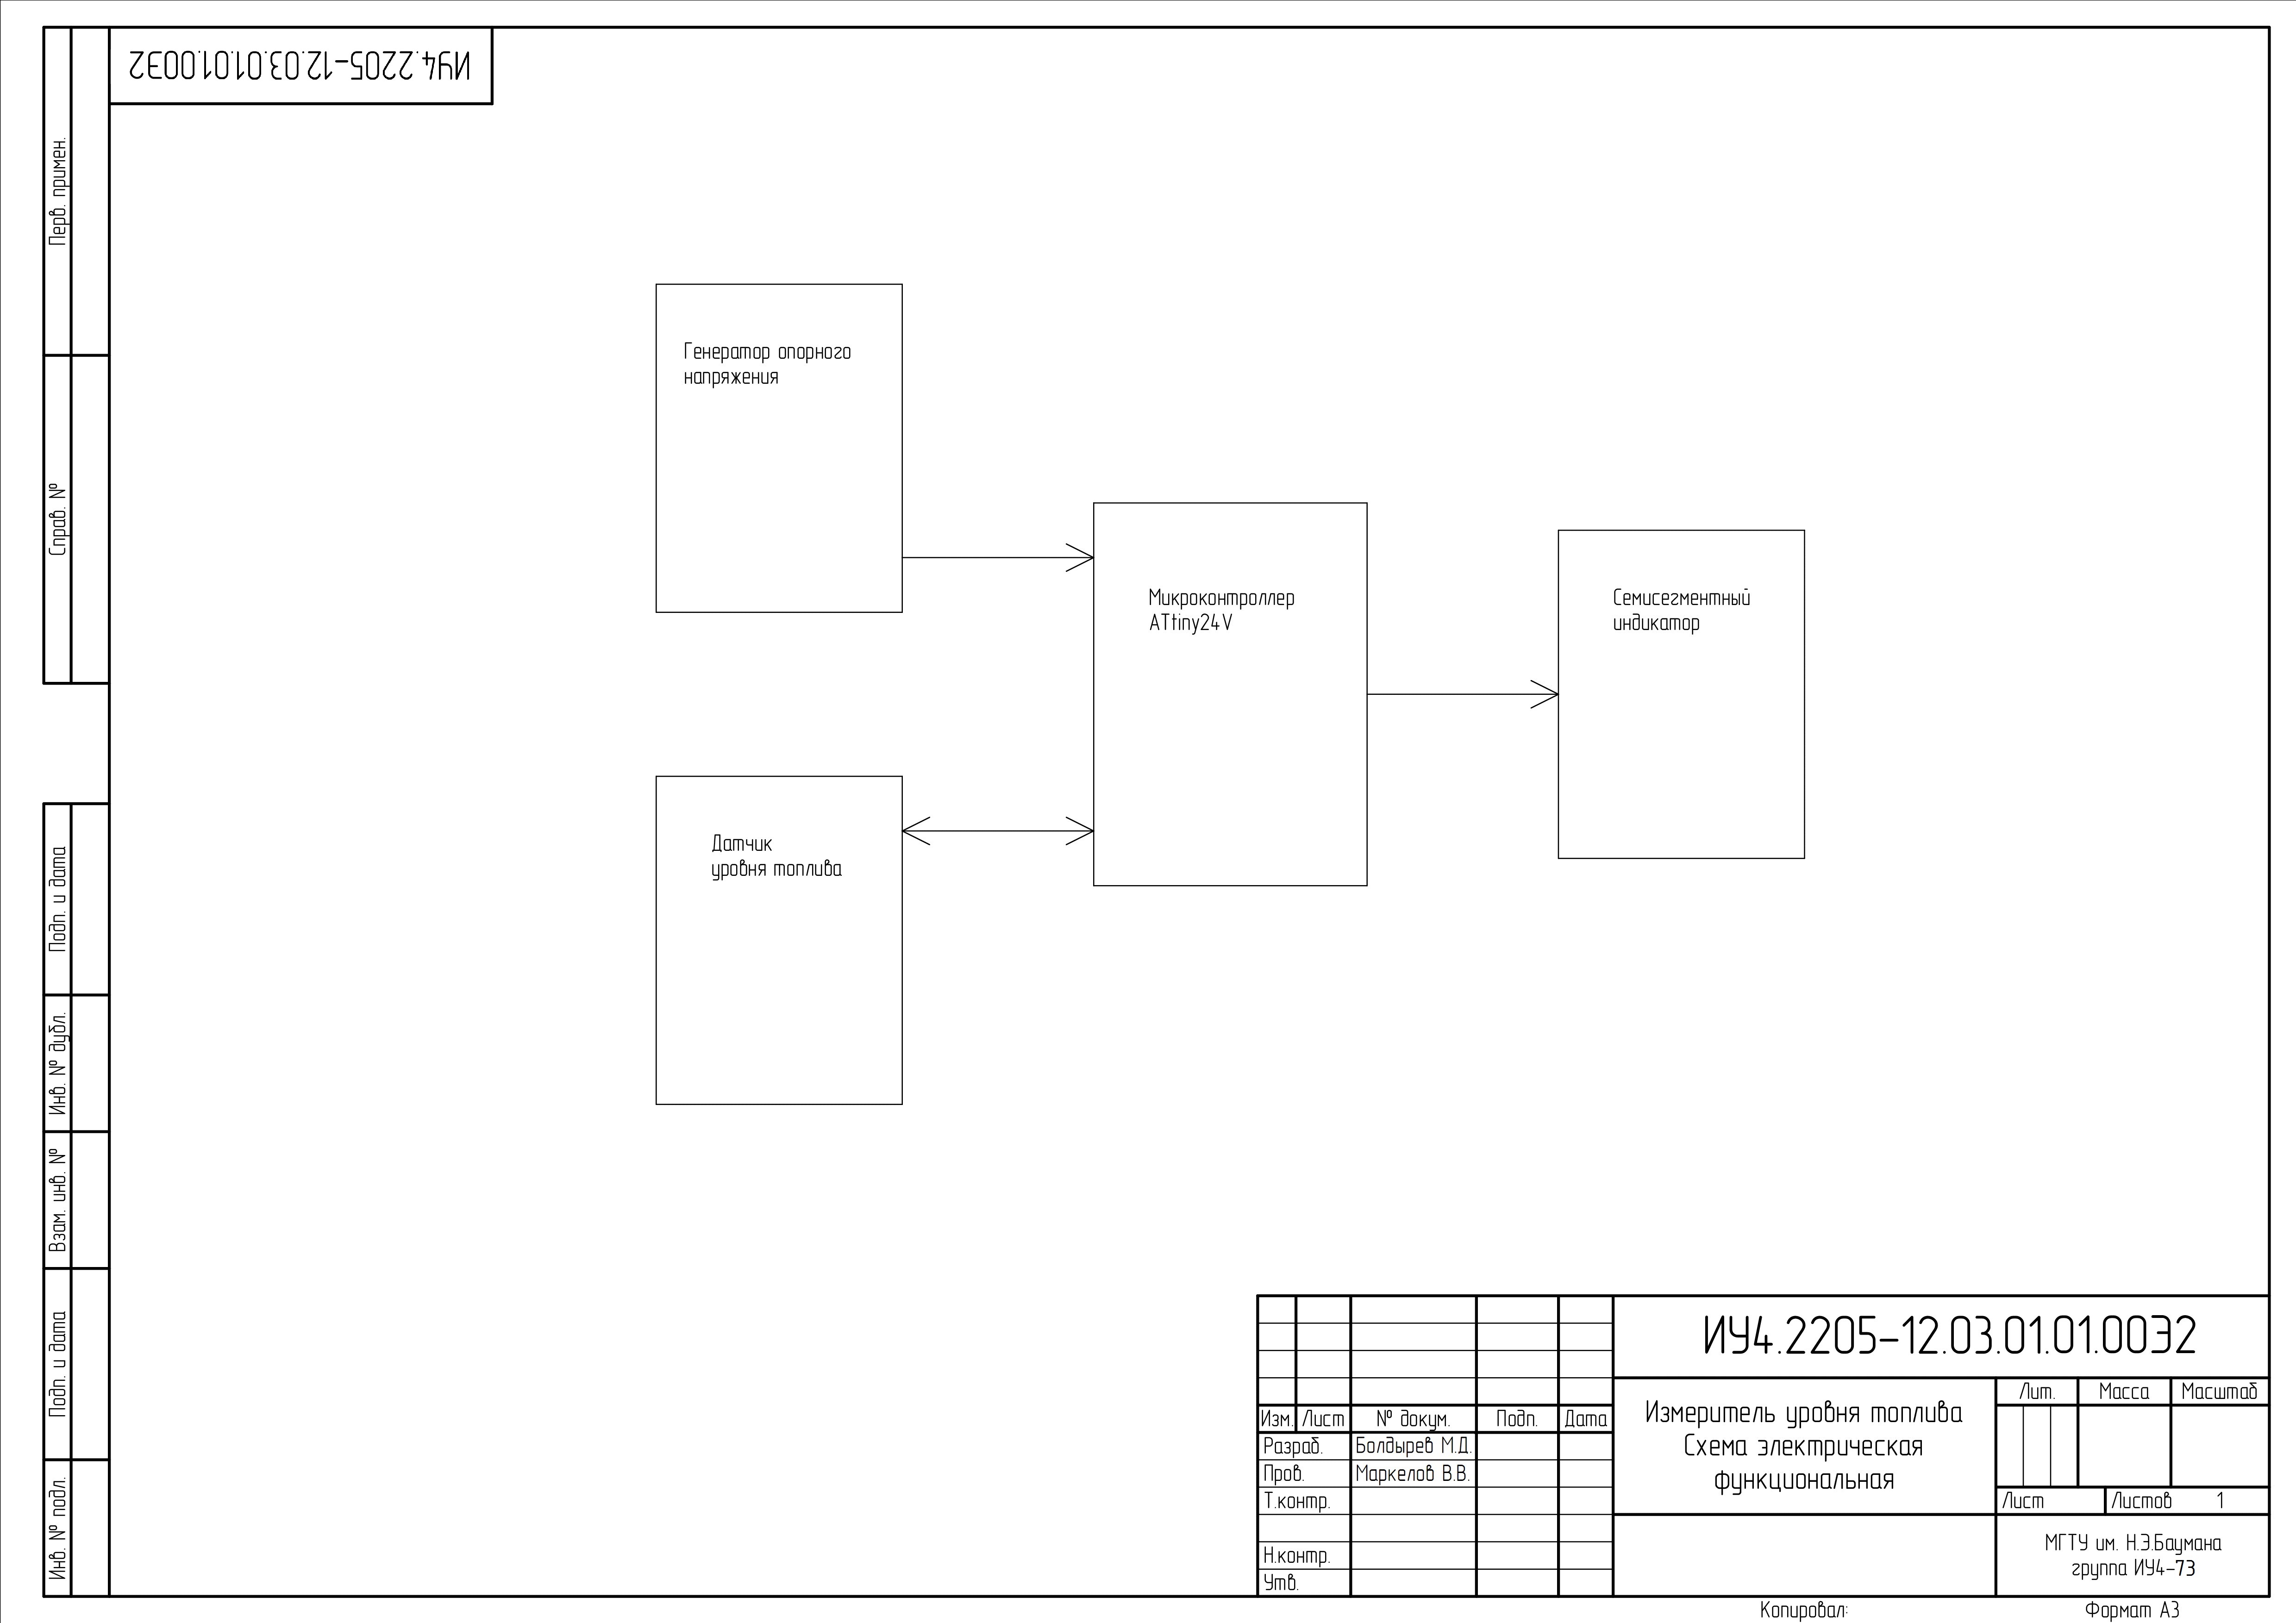 ИУ4.2205-12.03.01.01.00Э2
Перв. примен.
Справ. №
Подп. и дата
Инв. № дубл.
Взам. инв. №
Подп. и дата
Инв. № подл.
Генератор опорного
напряжения
Микроконтроллер
ATtiny24V
Семисегментный
индикатор
Датчик
уровня топлива
ИУ4.2205-12.03.01.01.00Э2
Измеритель уровня топлива
Схема электрическая
функциональная
Лит. Масса Масштаб
Изм. Лист № докум. Подп. Дата
Разраб. Болдырев М.Д.
Пров. Маркелов В.В.
Т.контр.
Н.контр.
Утв.
Лист Листов 1
МГТУ им. Н.Э.Баумана
группа ИУ4-73
Копировал: Формат А3